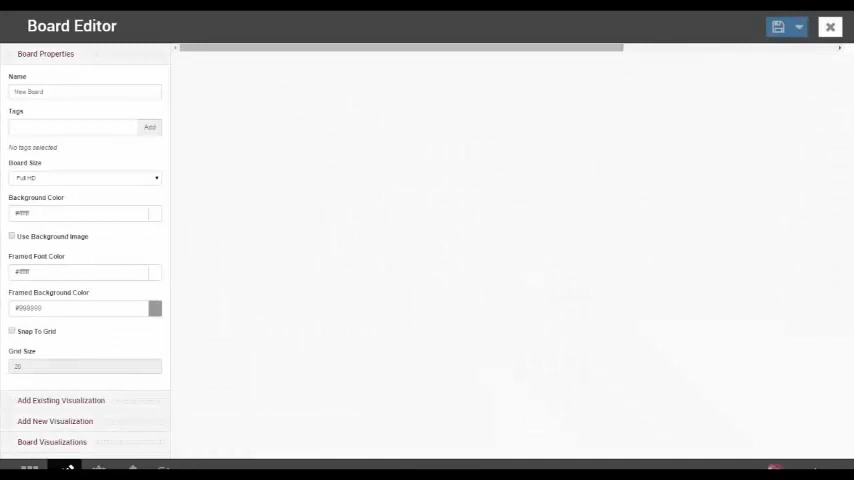 Board Editor
Board Properties
Name
New Board
Tags
Add
No tags selected
Board Size
Full HD
Background Color
#ffffff
Use Background Image
Framed Font Color
#ffffff
Framed Background Color
#999999
Snap To Grid
Grid Size
25
Add Existing Visualization
Add New Visualization
Board Visualizations